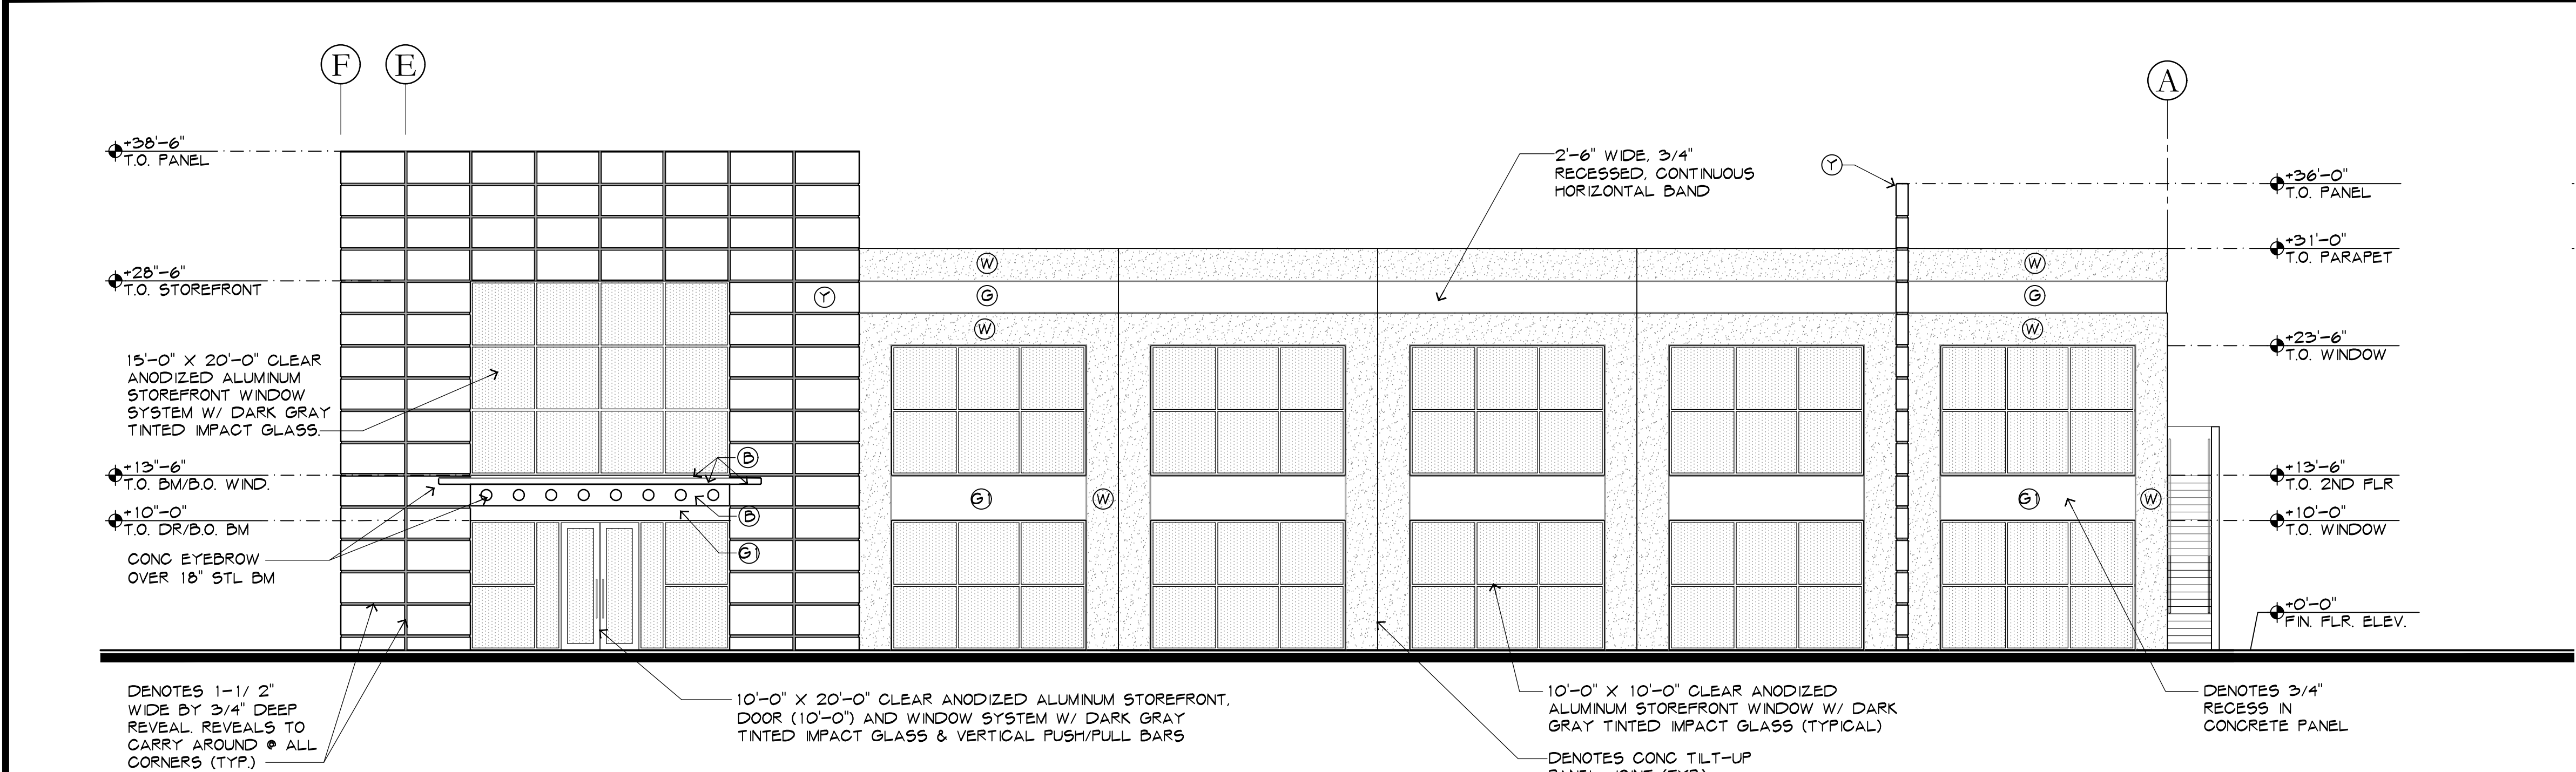 F
E
A
+38'-6"
T.O. PANEL
+28"-6"
T.O. STOREFRONT
15'-0" X 20'-0" CLEAR
ANODIZED ALUMINUM
STOREFRONT WINDOW
SYSTEM W/ DARK GRAY
TINTED IMPACT GLASS.
+13"-6"
T.O. BM/B.O. WIND.
+10"-0"
T.O. DR/B.O. BM
CONC EYEBROW
OVER 18" STL BM
DENOTES 1-1/ 2"
WIDE BY 3/4" DEEP
REVEAL. REVEALS TO
CARRY AROUND @ ALL
CORNERS (TYP.)
Y
B
B
G1
W
G
W
G1
W
2'-6" WIDE, 3/4"
RECESSED, CONTINUOUS
HORIZONTAL BAND
Y
W
G
W
G1
W
+36'-0"
T.O. PANEL
+31'-0"
T.O. PARAPET
+23'-6"
T.O. WINDOW
+13'-6"
T.O. 2ND FLR
+10'-0"
T.O. WINDOW
+0'-0"
FIN. FLR. ELEV.
10'-0" X 20'-0" CLEAR ANODIZED ALUMINUM STOREFRONT,
DOOR (10'-0") AND WINDOW SYSTEM W/ DARK GRAY
TINTED IMPACT GLASS & VERTICAL PUSH/PULL BARS
10'-0" X 10'-0" CLEAR ANODIZED
ALUMINUM STOREFRONT WINDOW W/ DARK
GRAY TINTED IMPACT GLASS (TYPICAL)
DENOTES CONC TILT-UP
DENOTES 3/4"
RECESS IN
CONCRETE PANEL